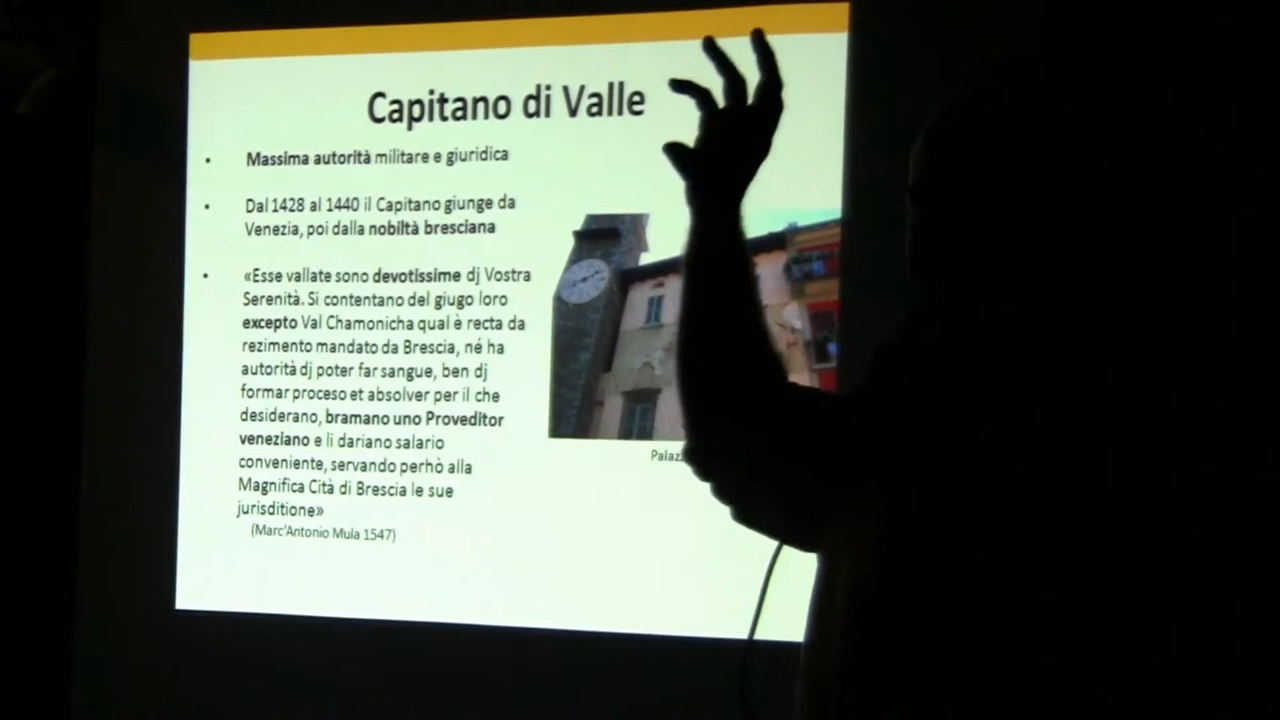 Capitano di Valle
• Massima autorità militare e giuridica
• Dal 1428 al 1440 il Capitano giunge da
Venezia, poi dalla nobiltà bresciana
• «Esse vallate sono devotissime dj Vostra
Serenità. Si contentano del giugo loro
excepto Val Chamonicha qual è recta da
rezimento mandato da Brescia, né ha
autorità dj poter far sangue, ben dj
formar proceso et absolver per il che
desiderano, bramano uno Proveditor
veneziano e li dariano salario
conveniente, servando perhò alla
Magnifica Cità di Brescia le sue
jurisditione»
(Marc'Antonio Mula 1547)